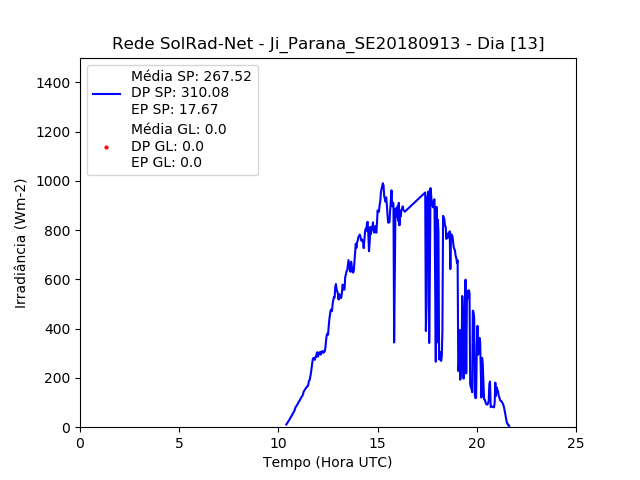 Rede SolRad-Net - Ji_Parana_SE20180913 - Dia [13]
Média SP: 267.52
DP SP: 310.08
EP SP: 17.67
Média GL: 0.0
DP GL: 0.0
EP GL: 0.0
Irradiância (Wm-2)
1400
1200
1000
800
600
400
200
0
0 5 10 15 20 25
Tempo (Hora UTC)